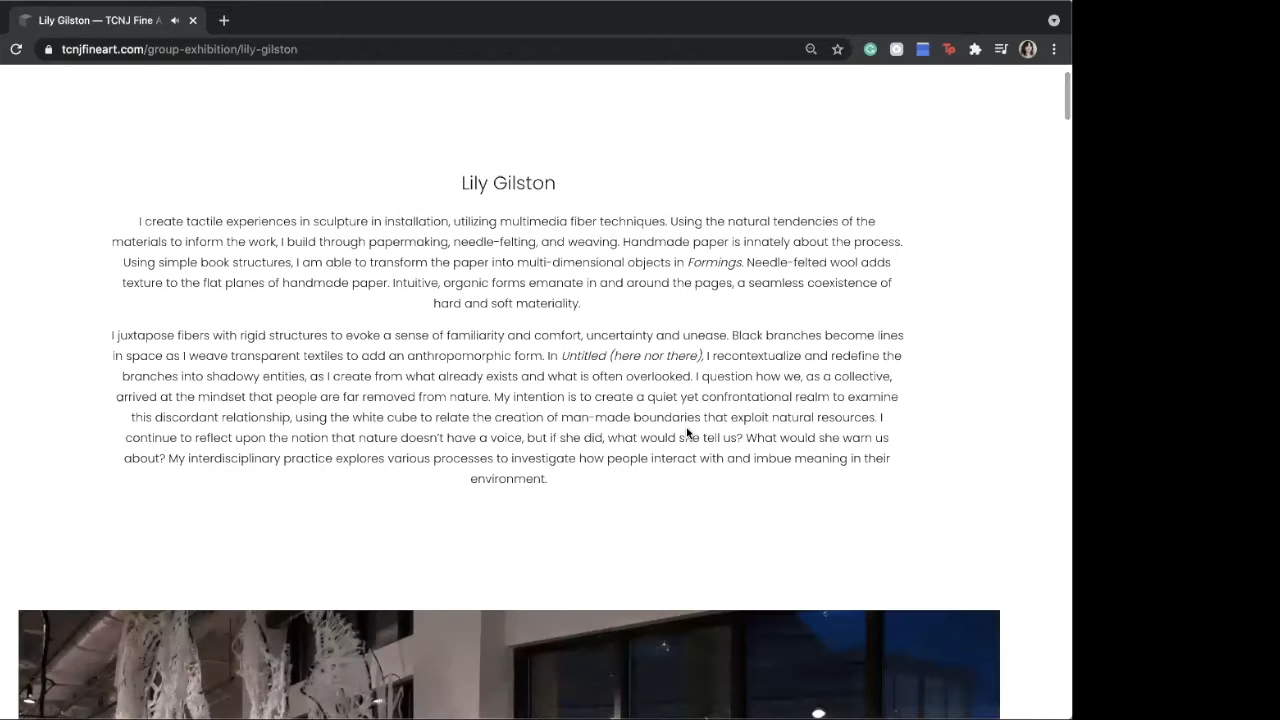 Lily Gilston — TCNJ Fine A
tcnjfineart.com/group-exhibition/lily-gilston
Lily Gilston
I create tactile experiences in sculpture in installation, utilizing multimedia fiber techniques. Using the natural tendencies of the
materials to inform the work, I build through papermaking, needle-felting, and weaving. Handmade paper is innately about the process.
Using simple book structures, I am able to transform the paper into multi-dimensional objects in Formings. Needle-felted wool adds
texture to the flat planes of handmade paper. Intuitive, organic forms emanate in and around the pages, a seamless coexistence of
hard and soft materiality.
I juxtapose fibers with rigid structures to evoke a sense of familiarity and comfort, uncertainty and unease. Black branches become lines
in space as I weave transparent textiles to add an anthropomorphic form. In Untitled (here nor there), I recontextualize and redefine the
branches into shadowy entities, as I create from what already exists and what is often overlooked. I question how we, as a collective,
arrived at the mindset that people are far removed from nature. My intention is to create a quiet yet confrontational realm to examine
this discordant relationship, using the white cube to relate the creation of man-made boundaries that exploit natural resources. I
continue to reflect upon the notion that nature doesn't have a voice, but if she did, what would she tell us? What would she warn us
about? My interdisciplinary practice explores various processes to investigate how people interact with and imbue meaning in their
environment.